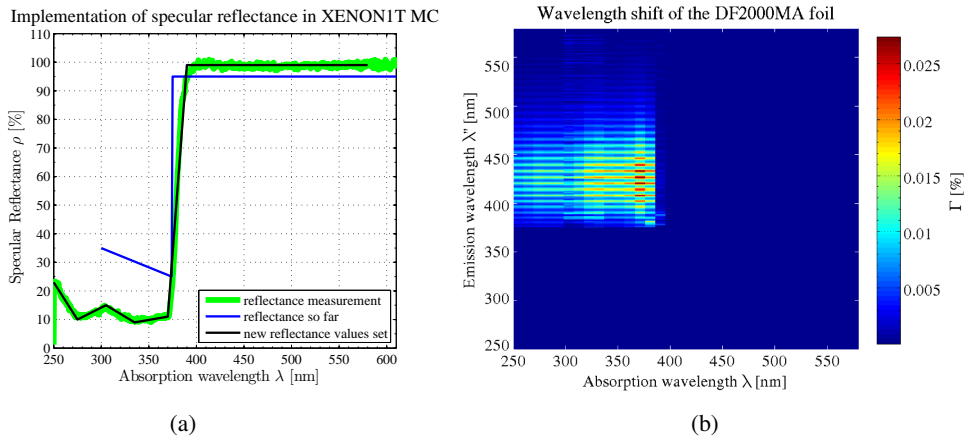 Implementation of specular reflectance in XENON1T MC
110
100
90
80
70
60
50
40
30
20
10
0
Specular Reflectance ρ [%]
reflectance measurement
reflectance so far
new reflectance values set
250 300 350 400 450 500 550 600
Absorption wavelength λ [nm]
(a)
Wavelength shift of the DF2000MA foil
550
500
450
400
350
300
250
Emission wavelength λ" [nm]
250 300 350 400 450 500 550
Absorption wavelength λ [nm]
0.025
0.02
0.015
0.01
0.005
Γ [%]
(b)